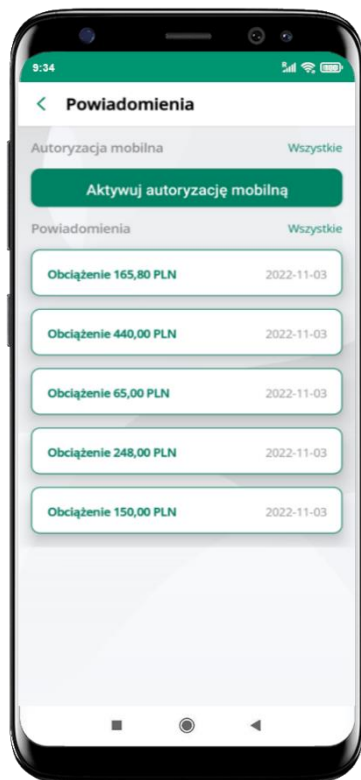 9:34
Powiadomienia
Autoryzacja mobilna Wszystkie
Aktywuj autoryzację mobilną
Powiadomienia Wszystkie
Obciążenie 165,80 PLN 2022-11-03
Obciążenie 440,00 PLN 2022-11-03
Obciążenie 65,00 PLN 2022-11-03
Obciążenie 248,00 PLN 2022-11-03
Obciążenie 150,00 PLN 2022-11-03